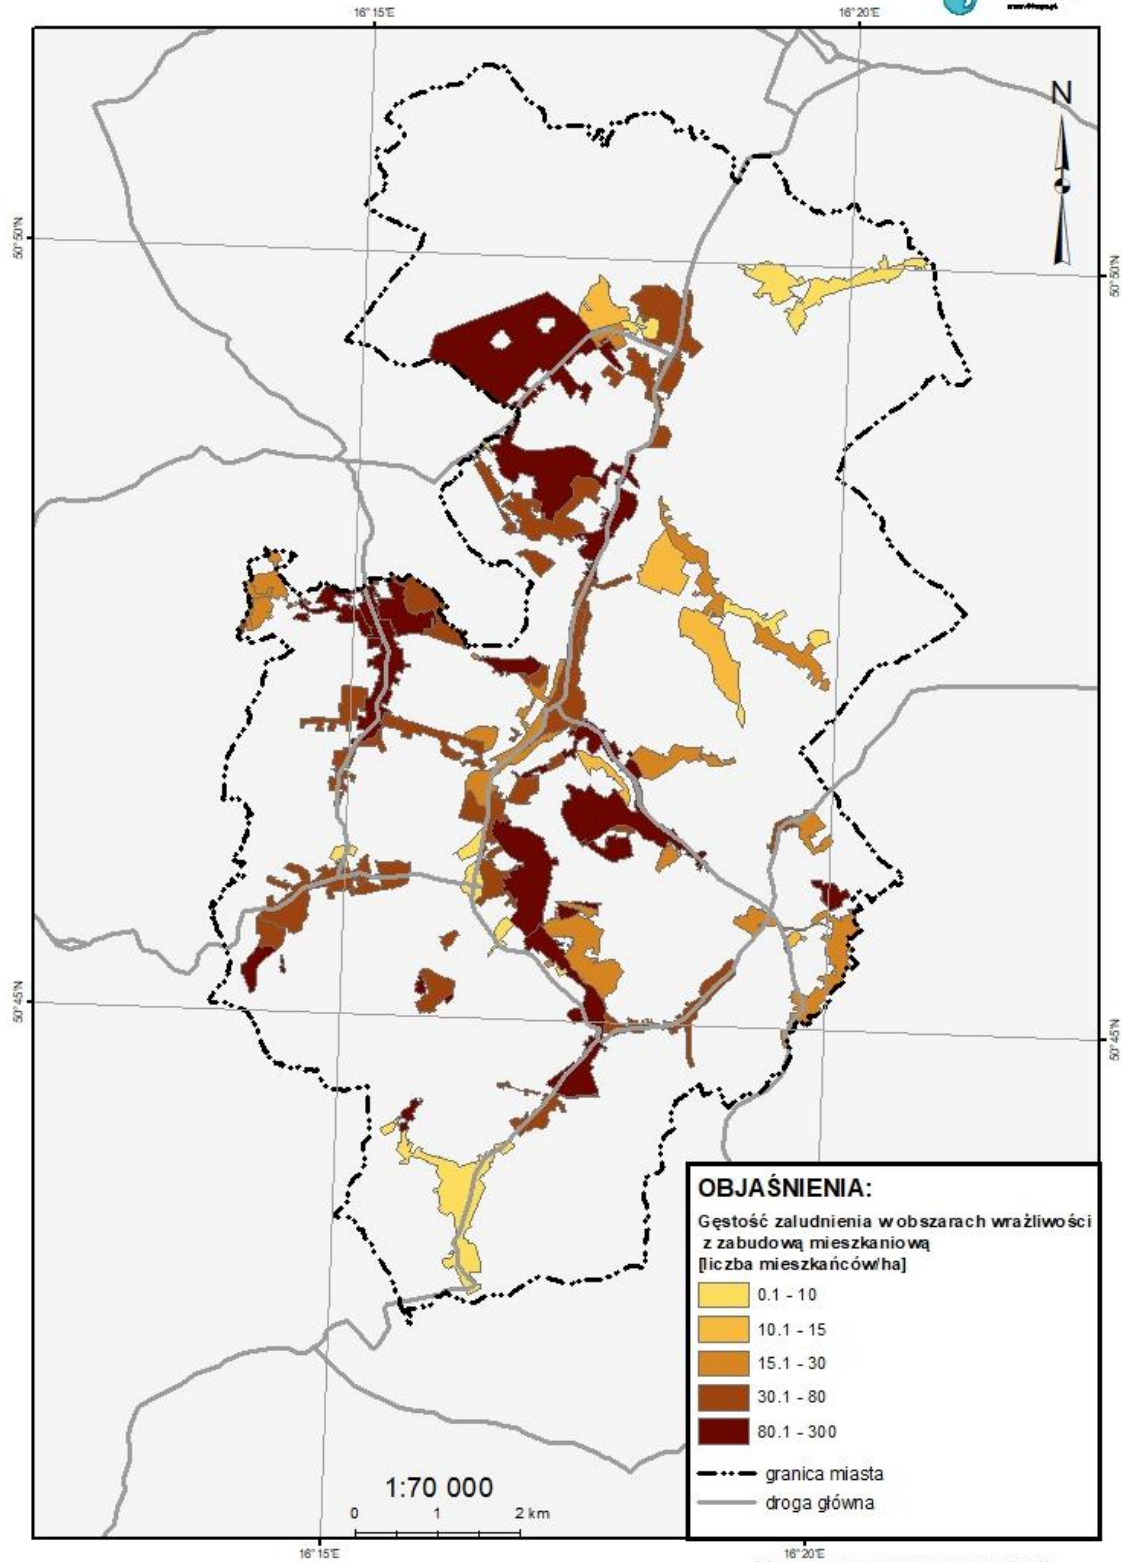 16°15'E
16°20'E
N
50°50'N
50°50'N
50°45'N
50°45'N
OBJAŚNIENIA:
Gęstość zaludnienia w obszarach wrażliwości
z zabudową mieszkaniową
[liczba mieszkańców/ha]
0.1 - 10
10.1 - 15
15.1 - 30
30.1 - 80
80.1 - 300
granica miasta
droga główna
1:70 000
0 1 2 km
16°15'E
16°20'E